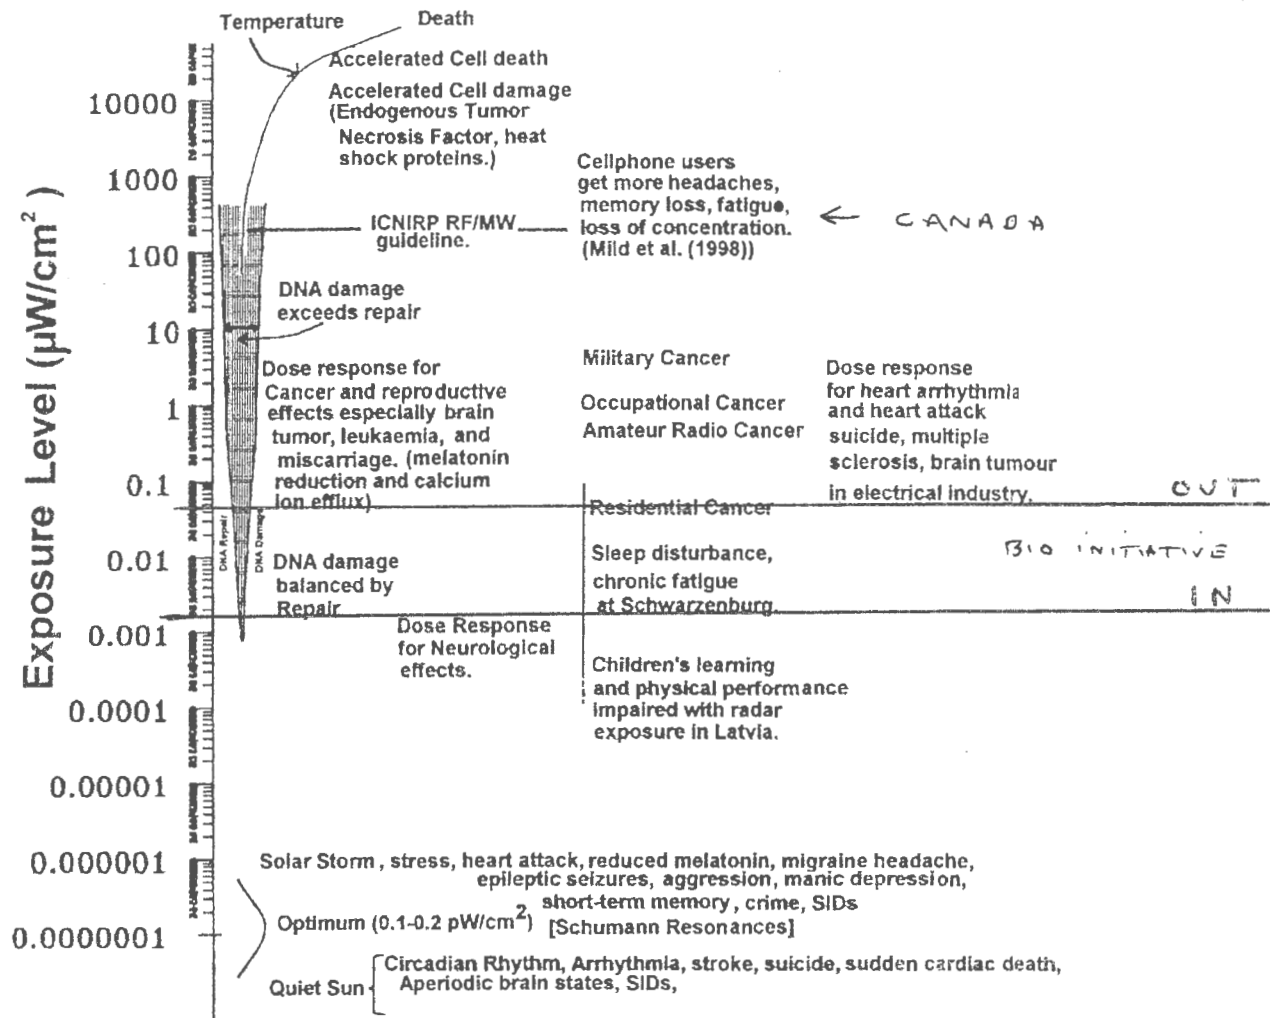 Temperature
Death
Accelerated Cell death
Accelerated Cell damage
(Endogenous Tumor
Necrosis Factor, heat
shock proteins.)
Cellphone users
get more headaches,
memory loss, fatigue,
loss of concentration.
(Mild et al. (1998))
ICNIRP RF/MW
guideline.
← CANADA
DNA damage
exceeds repair
Dose response for
Cancer and reproductive
effects especially brain
tumor, leukaemia, and
miscarriage. (melatonin
reduction and calcium
ion efflux)
Military Cancer
Occupational Cancer
Amateur Radio Cancer
Residential Cancer
Dose response
for heart arrhythmia
and heart attack
suicide, multiple
sclerosis, brain tumour
in electrical industry.
OUT
BIO INITIATIVE
IN
DNA Repair
DNA Damage
DNA damage
balanced by
Repair
Sleep disturbance,
chronic fatigue
at Schwarzenburg.
Dose Response
for Neurological
effects.
Children's learning
and physical performance
impaired with radar
exposure in Latvia.
Solar Storm, stress, heart attack, reduced melatonin, migraine headache,
epileptic seizures, aggression, manic depression,
short-term memory, crime, SIDs
Optimum (0.1-0.2 pW/cm²) [Schumann Resonances]
Quiet Sun
Circadian Rhythm, Arrhythmia, stroke, suicide, sudden cardiac death,
Aperiodic brain states, SIDs,
Exposure Level (µW/cm²)
10000
1000
100
10
1
0.1
0.01
0.001
0.0001
0.00001
0.000001
0.0000001